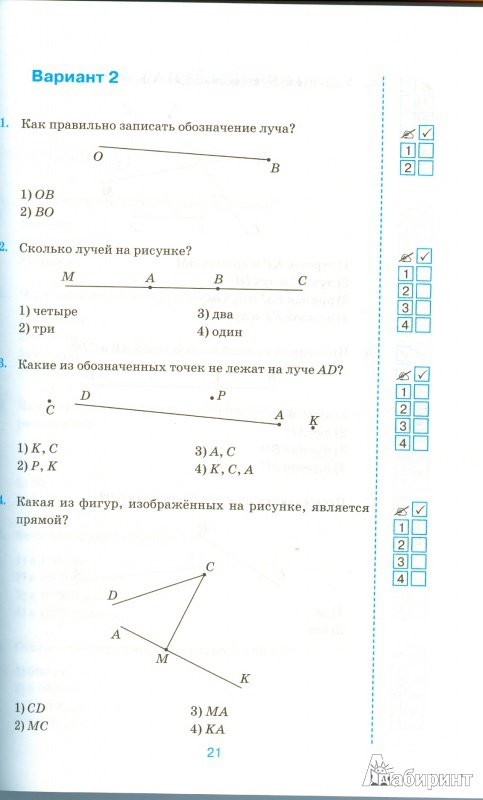 Вариант 2
1. Как правильно записать обозначение луча?
O
B
1) OB
2) BO
1
2
2. Сколько лучей на рисунке?
M A B C
1) четыре 3) два
2) три 4) один
1
2
3
4
3. Какие из обозначенных точек не лежат на луче AD?
C D P A K
1) K, C 3) A, C
2) P, K 4) K, C, A
1
2
3
4
4. Какая из фигур, изображённых на рисунке, является
прямой?
C
D
A
M
K
1) CD 3) MA
2) MC 4) KA
1
2
3
4
21
Лабиринт